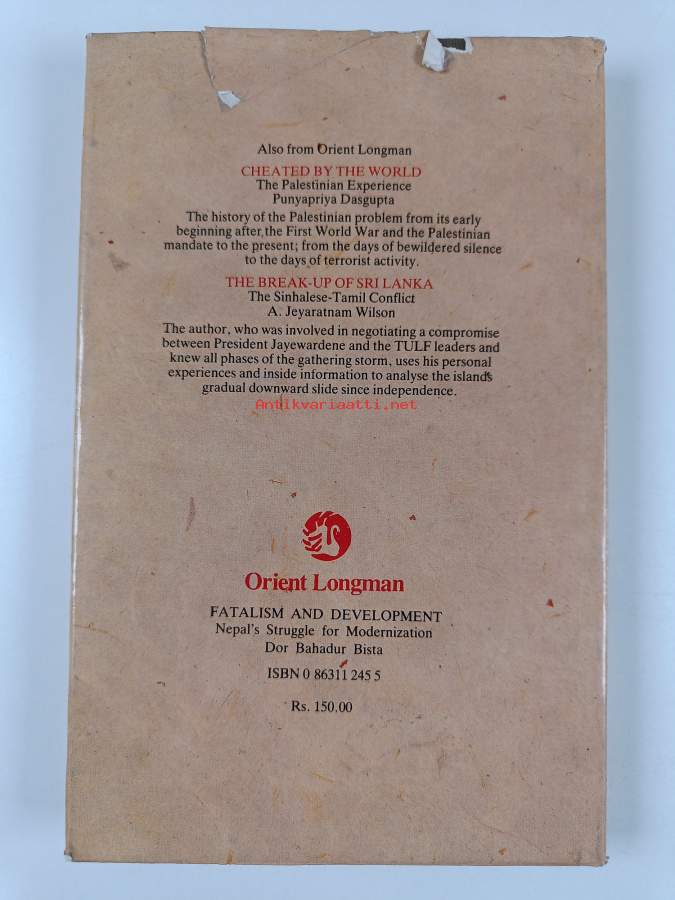 Also from Orient Longman
CHEATED BY THE WORLD
The Palestinian Experience
Punyapriya Dasgupta
The history of the Palestinian problem from its early
beginning after the First World War and the Palestinian
mandate to the present; from the days of bewildered silence
to the days of terrorist activity.
THE BREAK-UP OF SRI LANKA
The Sinhalese-Tamil Conflict
A. Jeyaratnam Wilson
The author, who was involved in negotiating a compromise
between President Jayewardene and the TULF leaders and
knew all phases of the gathering storm, uses his personal
experiences and inside information to analyse the islands
gradual downward slide since independence.
Antikvariaatti.net
Orient Longman
FATALISM AND DEVELOPMENT
Nepal's Struggle for Modernization
Dor Bahadur Bista
ISBN 0 86311 245 5
Rs. 150.00